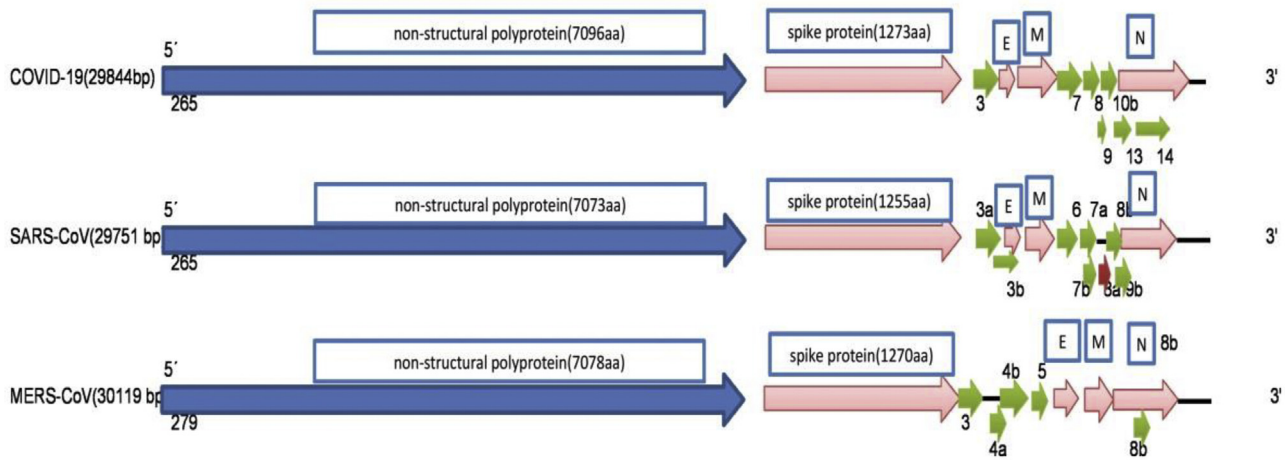 non-structural polyprotein(7096aa)
spike protein(1273aa)
E
M
N
5´
COVID-19(29844bp)
3'
265
3
7
8
10b
9
13
14
non-structural polyprotein(7073aa)
spike protein(1255aa)
E
M
N
5´
3a
6
7a
8b
SARS-CoV(29751 bp
3'
265
3b
7b
8a
9b
non-structural polyprotein(7078aa)
spike protein(1270aa)
E
M
N
8b
5´
4b
5
MERS-CoV(30119 bp
3'
279
3
4a
8b